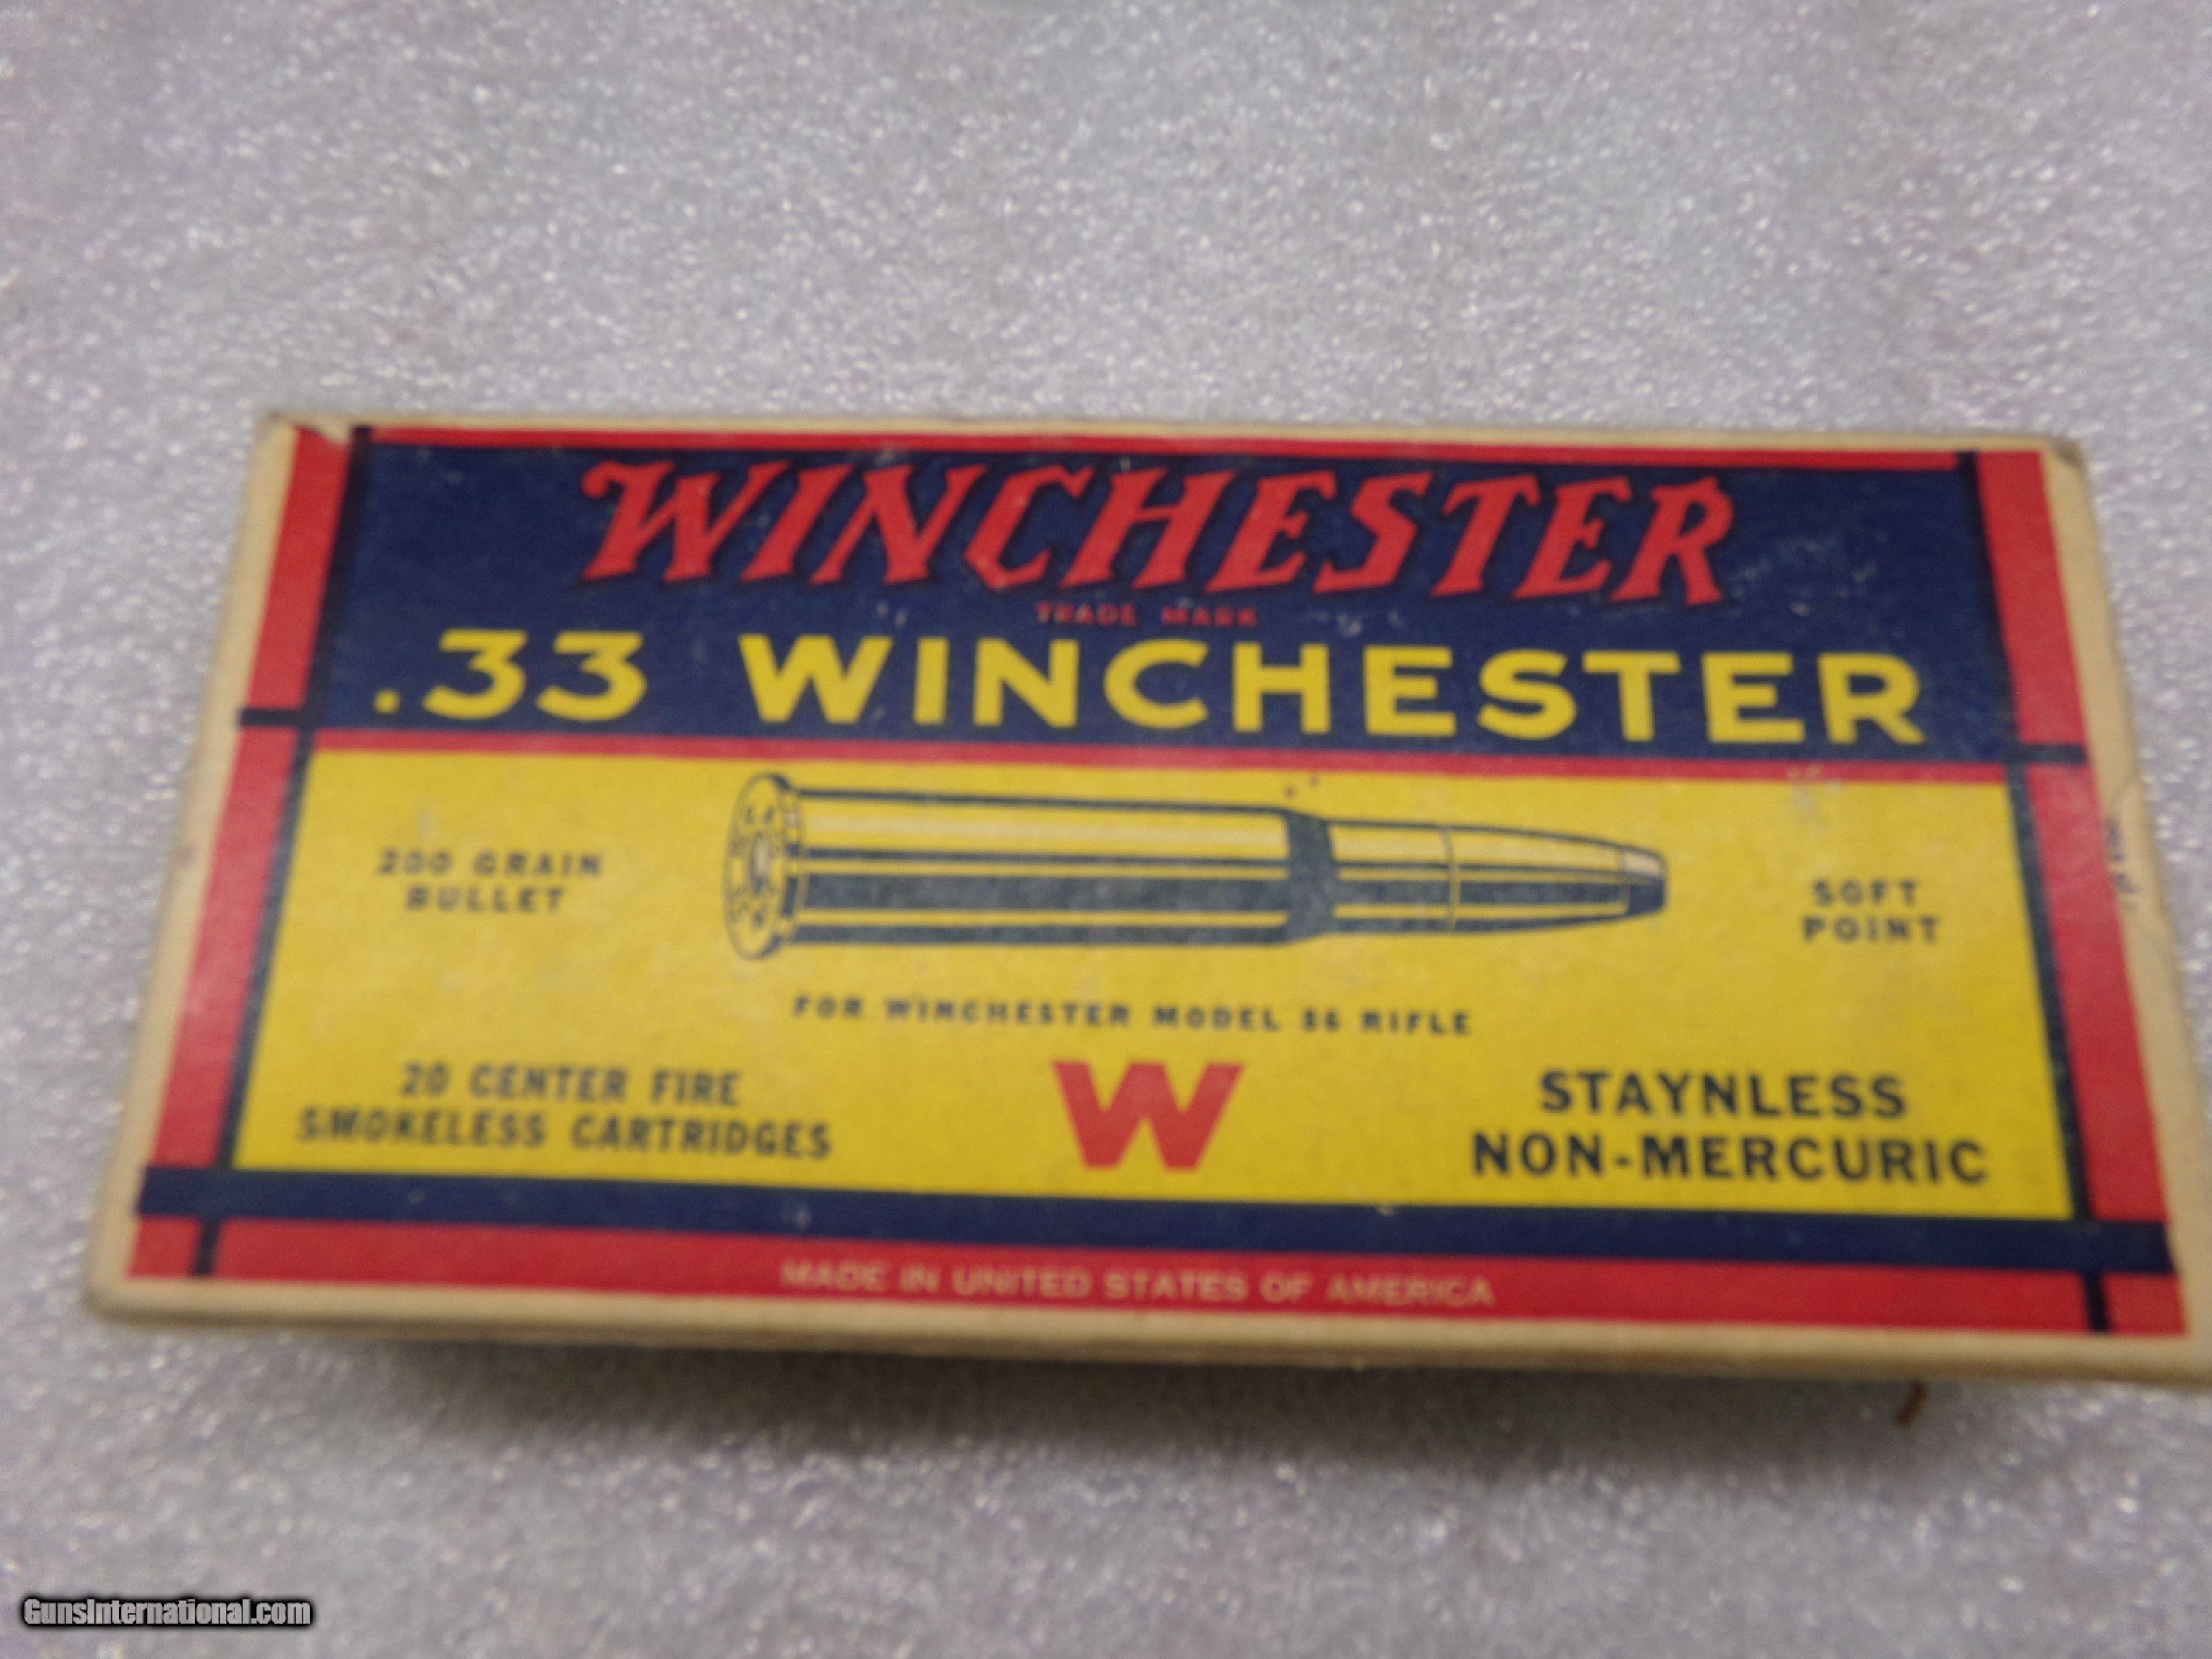 WINCHESTER
TRADE MARK
.33 WINCHESTER
200 GRAIN
BULLET
SOFT
POINT
FOR WINCHESTER MODEL 86 RIFLE
20 CENTER FIRE
SMOKELESS CARTRIDGES
W
STAYNLESS
NON-MERCURIC
MADE IN UNITED STATES OF AMERICA
GunsInternational.com